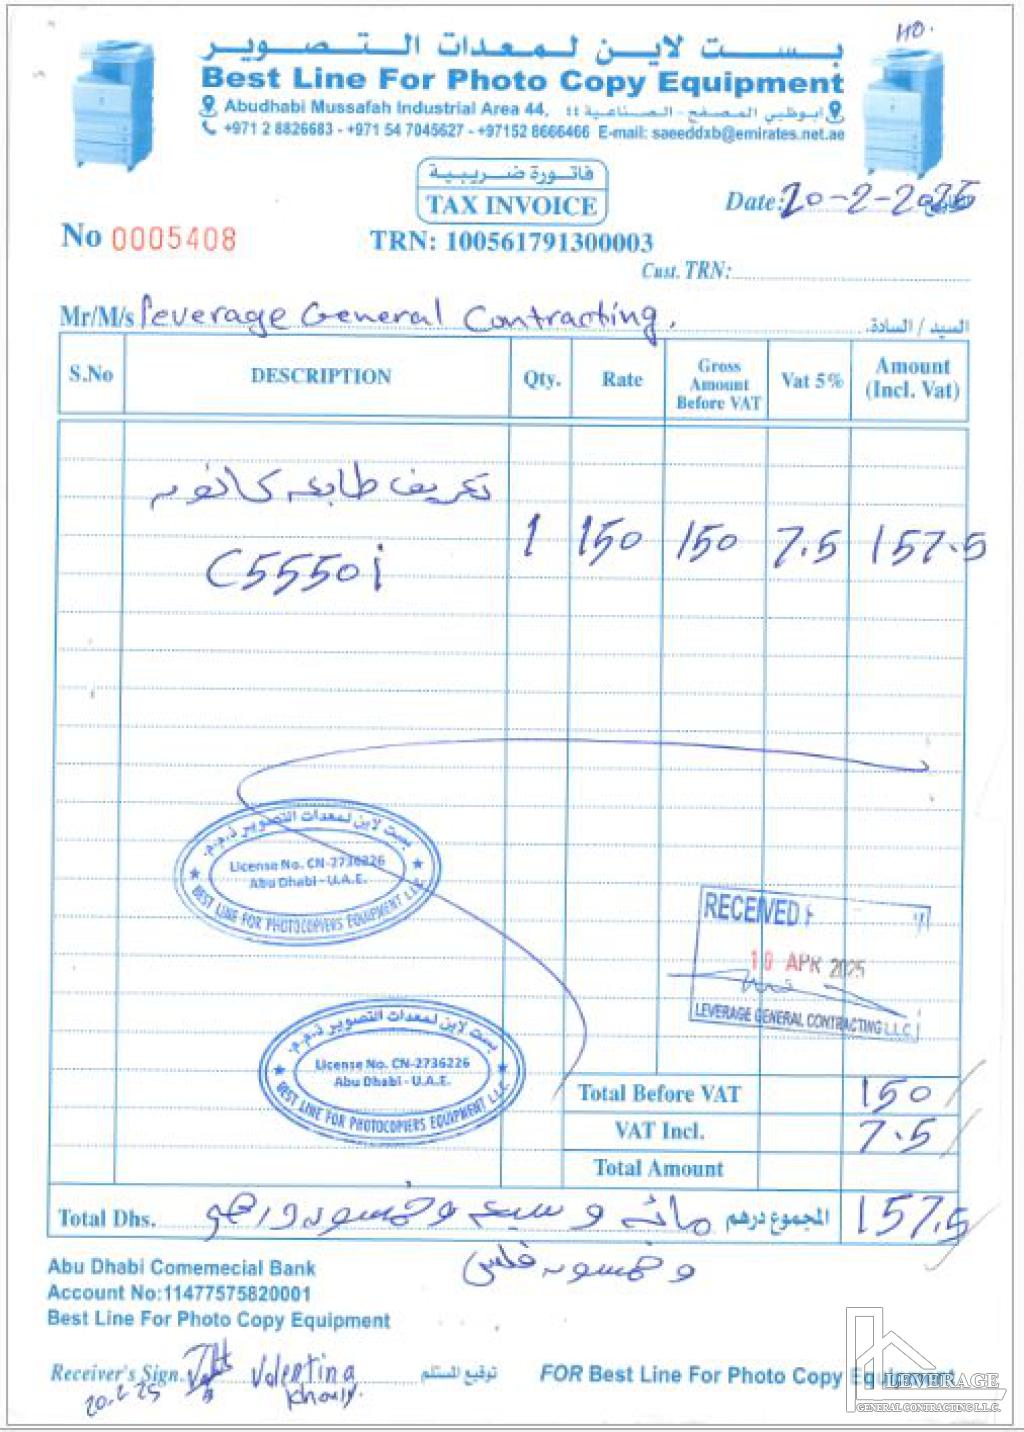 HO.
بست لاين لمعدات التصوير
Best Line For Photo Copy Equipment
Abudhabi Mussafah Industrial Area 44, ابوظبي المصفح - الصناعية ٤٤
+971 2 8826683 - +971 54 7045627 - +97152 8666466 E-mail: saeeddxb@emirates.net.ae
فاتورة ضريبية
TAX INVOICE
Date: 20-2-2025
No 0005408
TRN: 100561791300003
Cust. TRN:
Mr/M/s Leverage General Contracting. السيد / السادة
S.No DESCRIPTION Qty. Rate Gross Amount Before VAT Vat 5% Amount (Incl. Vat)
طابعه كانون
C5550i 1 150 150 7.5 157.5
بست لاين لمعدات التصوير ذ.م.م.
License No. CN-2736226
Abu Dhabi - U.A.E.
BEST LINE FOR PHOTOCOPIERS EQUIPMENT L.L.C.
RECEIVED
10 APR 2025
LEVERAGE GENERAL CONTRACTING L.L.C.
بست لاين لمعدات التصوير ذ.م.م.
License No. CN-2736226
Abu Dhabi - U.A.E.
BEST LINE FOR PHOTOCOPIERS EQUIPMENT L.L.C.
Total Before VAT 150
VAT Incl. 7.5
Total Amount
Total Dhs. مائه و سبعه وخمسون درهم المجموع درهم 157.5
وخمسون فلس
Abu Dhabi Comemecial Bank
Account No:11477575820001
Best Line For Photo Copy Equipment
Receiver's Sign. Valentina توقيع المستلم FOR Best Line For Photo Copy Equipment
20.2.25 Khoury.
LEVERAGE
GENERAL CONTRACTING L.L.C.